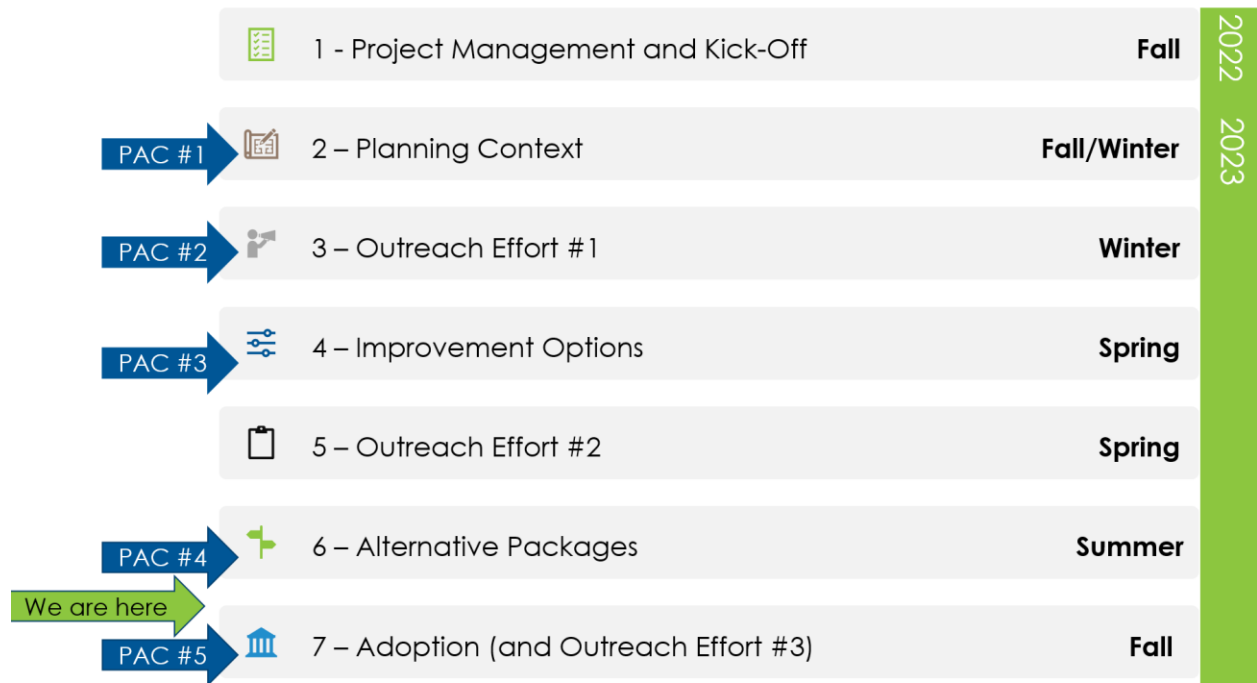 1 - Project Management and Kick-Off Fall
2022
PAC #1 2 – Planning Context Fall/Winter
2023
PAC #2 3 – Outreach Effort #1 Winter
PAC #3 4 – Improvement Options Spring
5 – Outreach Effort #2 Spring
PAC #4 6 – Alternative Packages Summer
We are here
PAC #5 7 – Adoption (and Outreach Effort #3) Fall